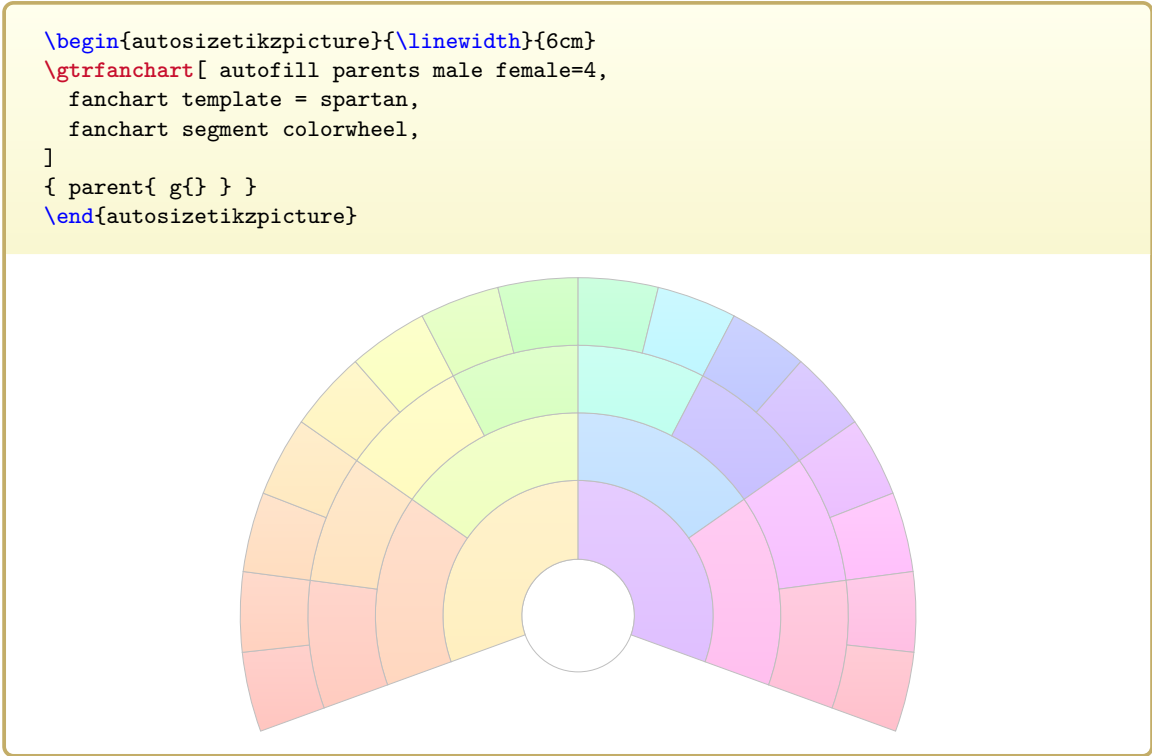 \begin{autosizetikzpicture}{\linewidth}{6cm}
\gtrfanchart[ autofill parents male female=4,
  fanchart template = spartan,
  fanchart segment colorwheel,
]
{ parent{ g{} } }
\end{autosizetikzpicture}